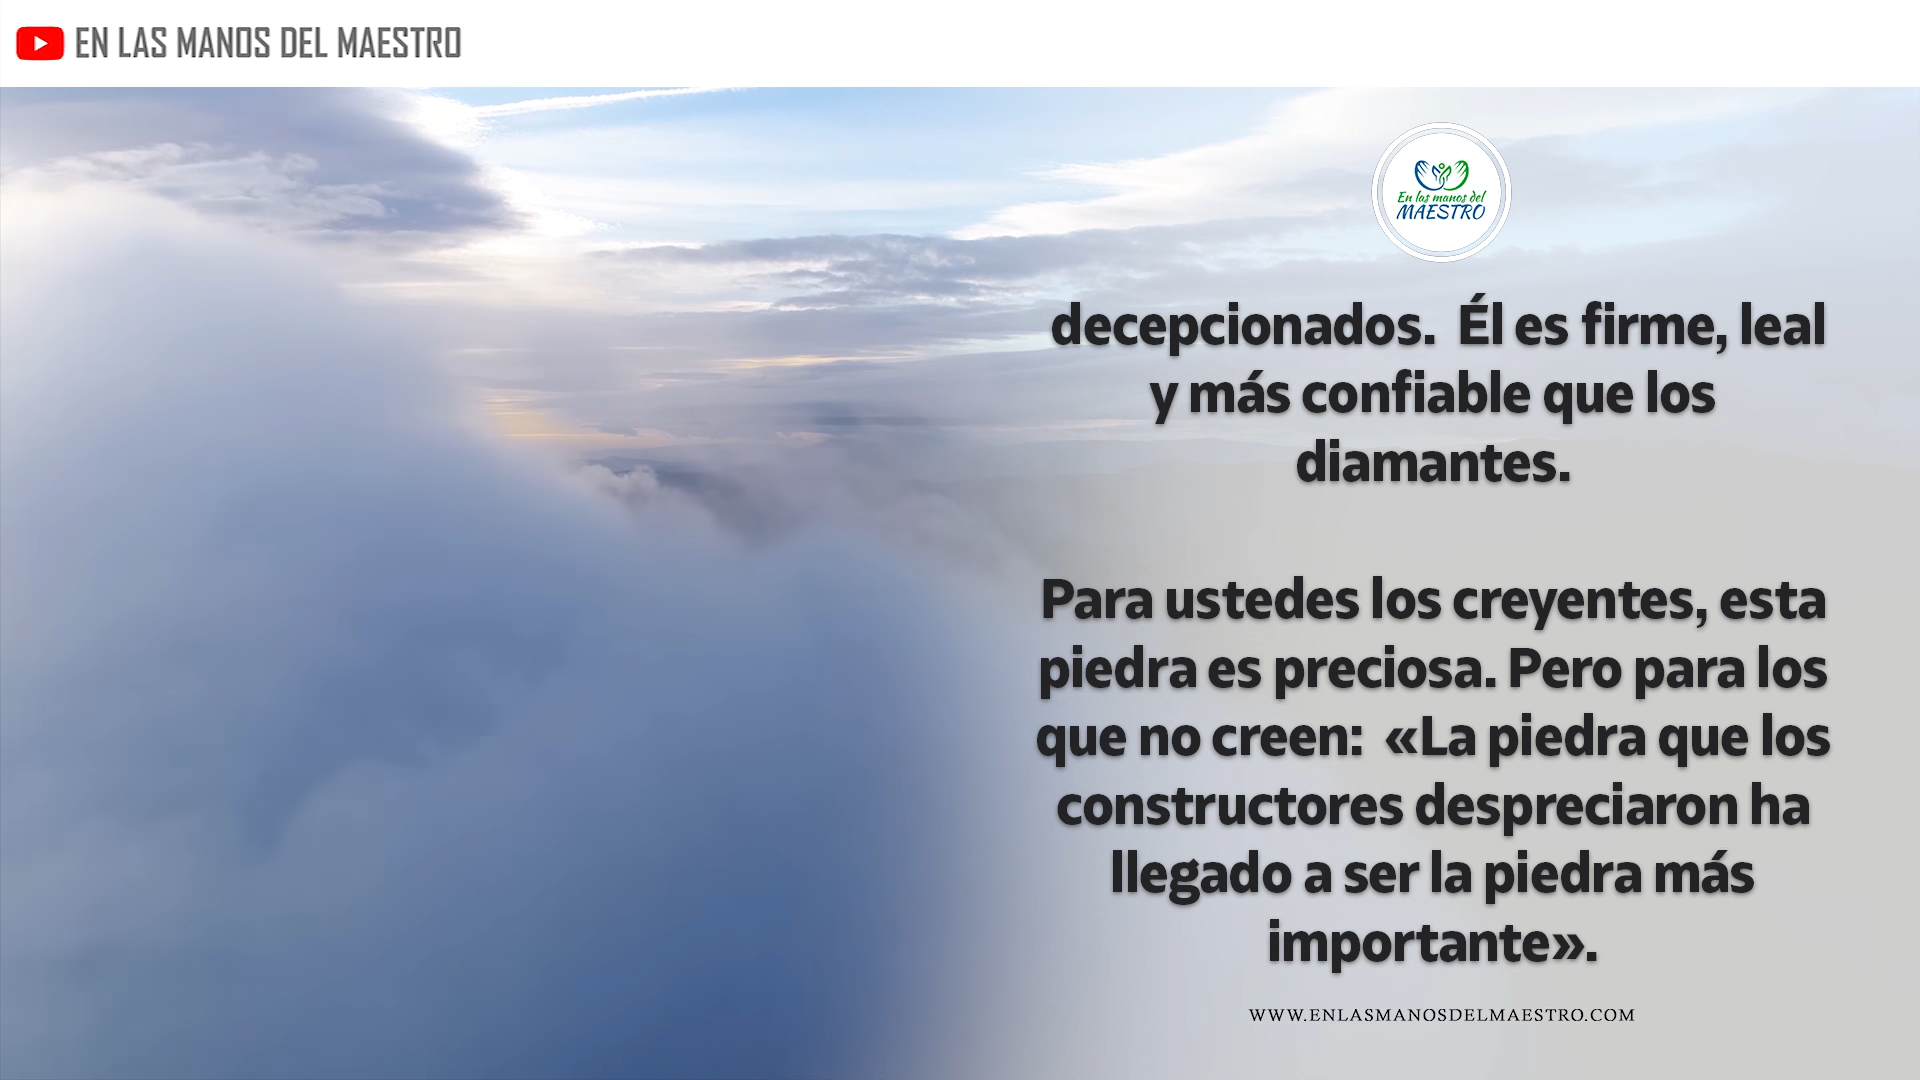 EN LAS MANOS DEL MAESTRO
En las manos del
MAESTRO
decepcionados. Él es firme, leal
y más confiable que los
diamantes.
Para ustedes los creyentes, esta
piedra es preciosa. Pero para los
que no creen: «La piedra que los
constructores despreciaron ha
llegado a ser la piedra más
importante».
WWW.ENLASMANOSDELMAESTRO.COM